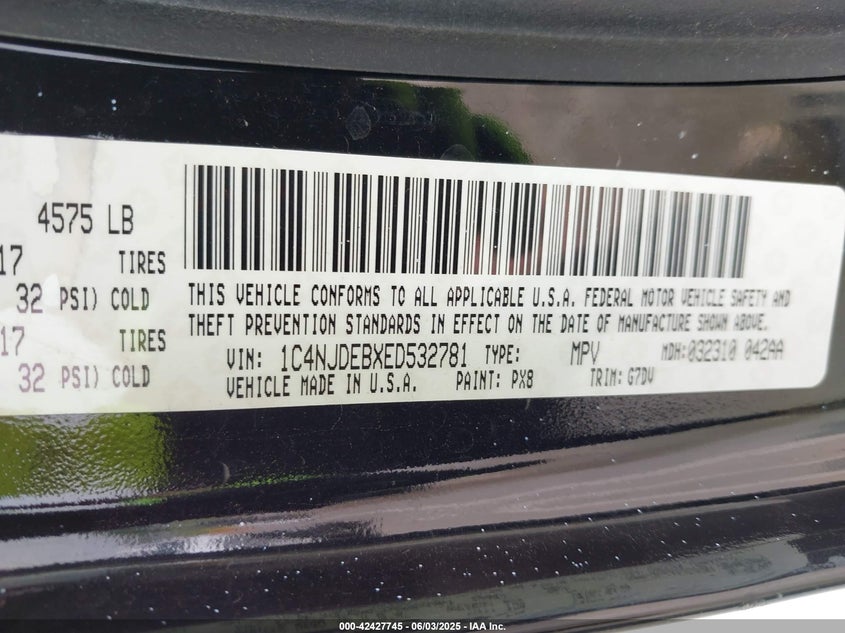 4575 LB
17 TIRES
32 PSI) COLD
17 TIRES
32 PSI) COLD
THIS VEHICLE CONFORMS TO ALL APPLICABLE U.S.A. FEDERAL MOTOR VEHICLE SAFETY AND
THEFT PREVENTION STANDARDS IN EFFECT ON THE DATE OF MANUFACTURE SHOWN ABOVE.
VIN: 1C4NJDEBXED532781 TYPE: MPV MDH:032310 042AA
VEHICLE MADE IN U.S.A. PAINT: PX8 TRIM: G7DV
000-42427745 - 06/03/2025 - IAA Inc.